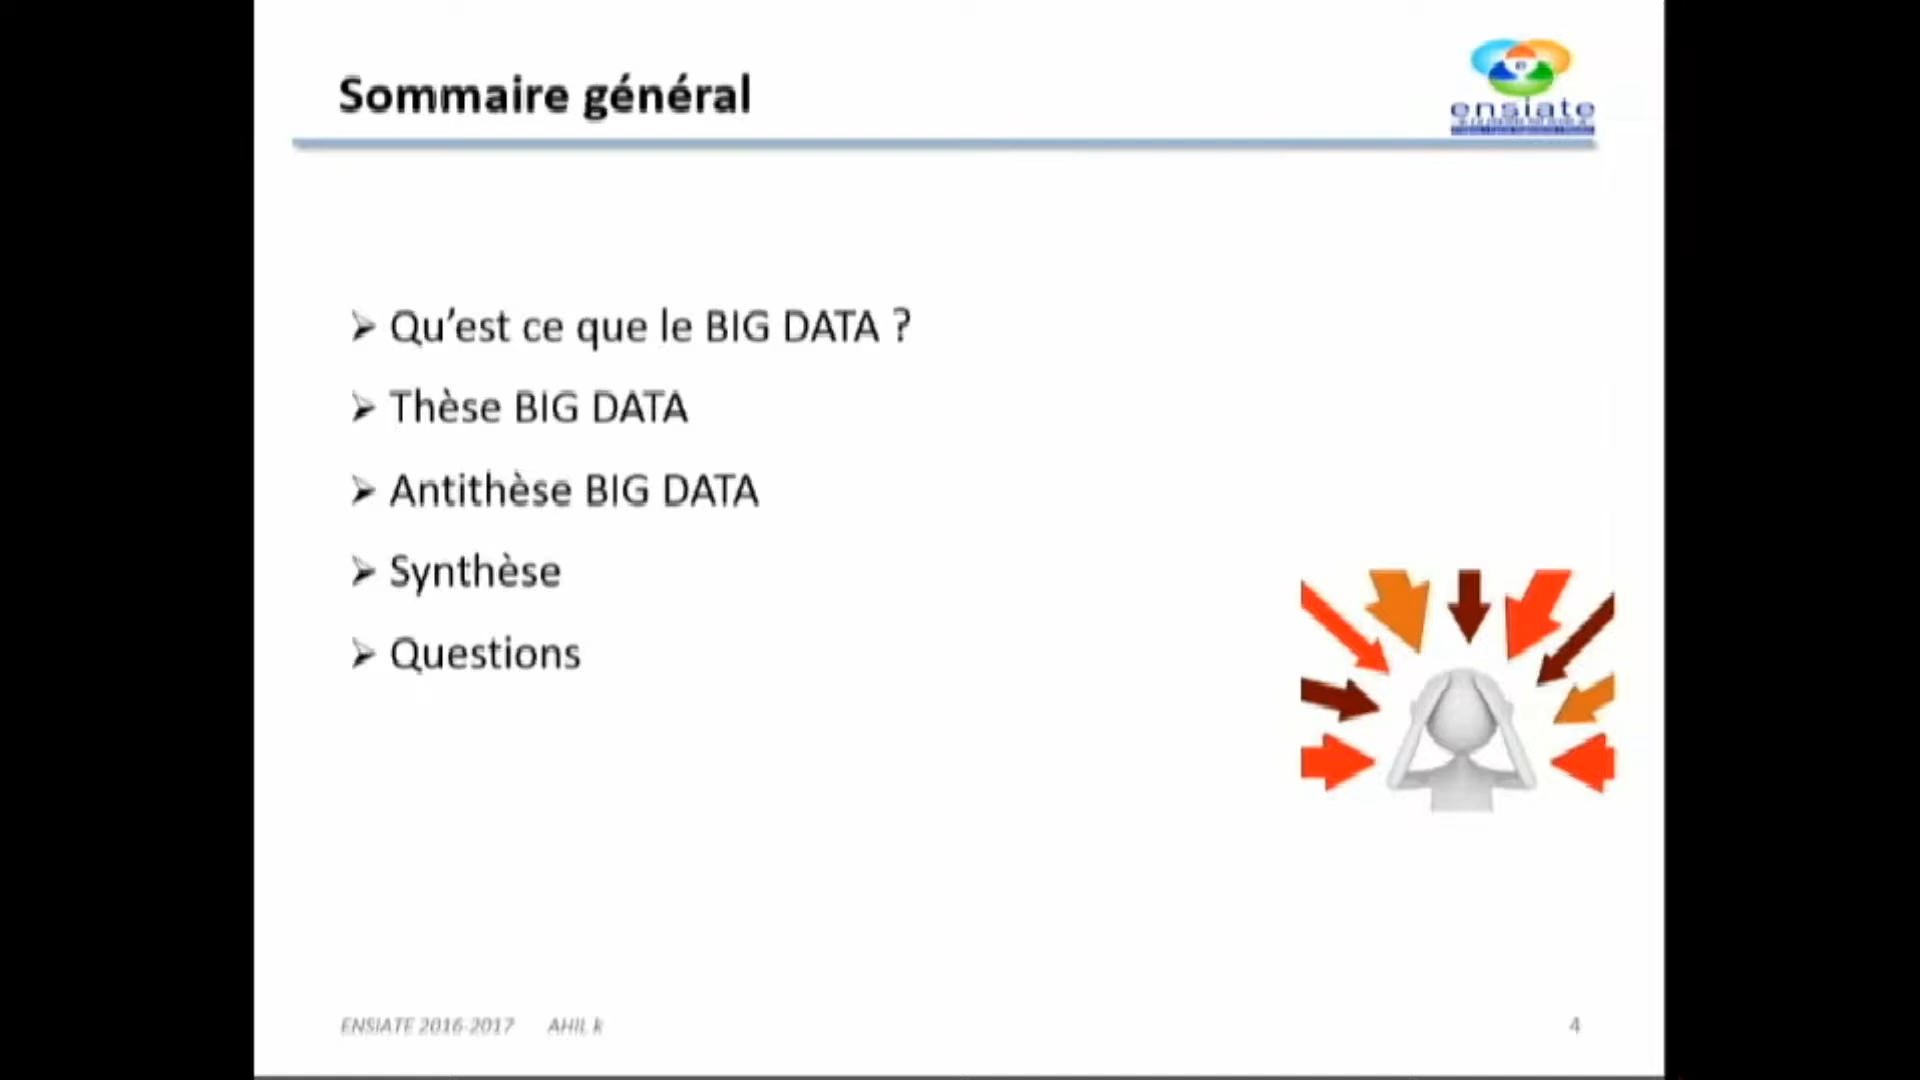 Sommaire général
ensiate
Qu’est ce que le BIG DATA ?
Thèse BIG DATA
Antithèse BIG DATA
Synthèse
Questions
ENSIATE 2016-2017 AHIL k
4